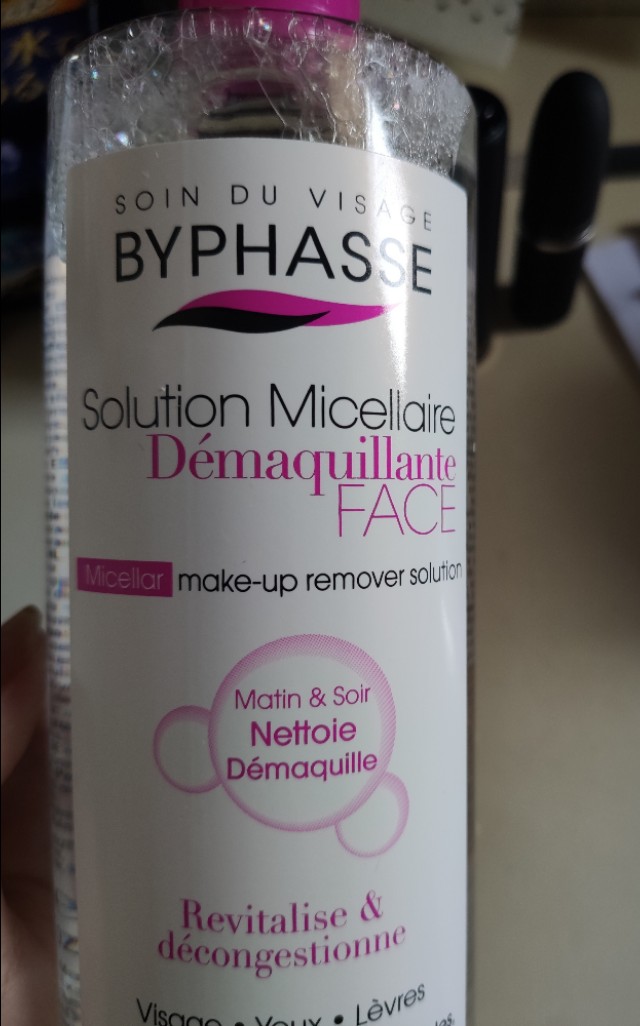 SOIN DU VISAGE
BYPHASSE
Solution Micellaire
Démaquillante
FACE
Micellar make-up remover solution
Matin & Soir
Nettoie
Démaquille
Revitalise &
décongestionne
Visage • Yeux • Lèvres
水